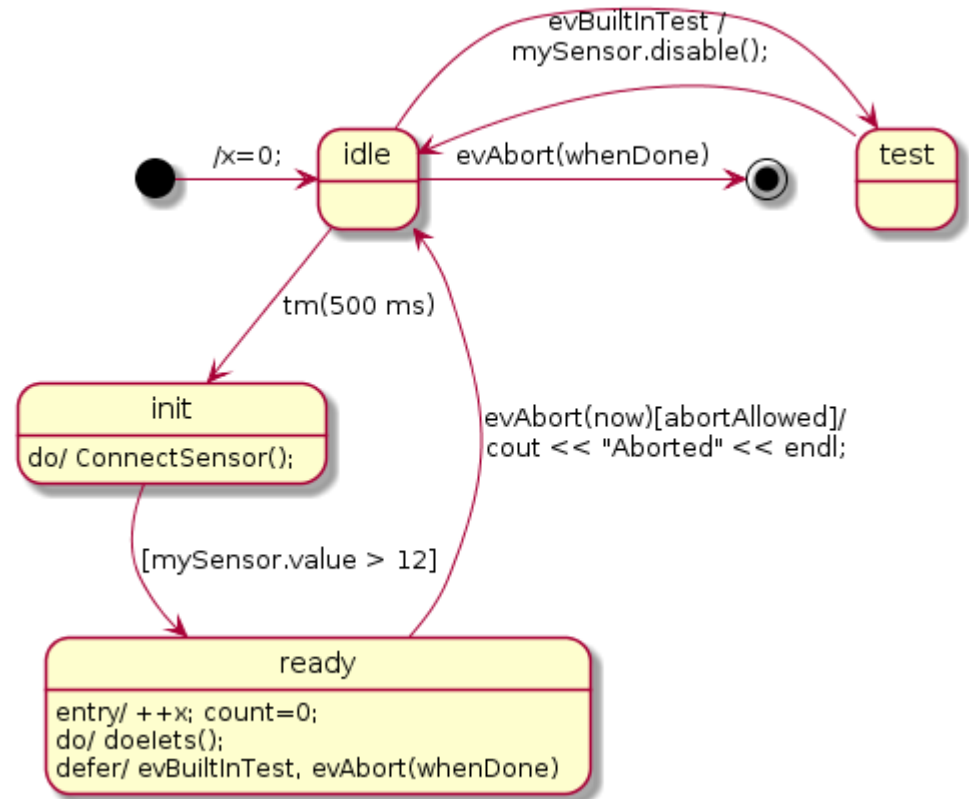 evBuiltInTest /
mySensor.disable();
/x=0;
idle
evAbort(whenDone)
test
tm(500 ms)
init
do/ ConnectSensor();
evAbort(now)[abortAllowed]/
cout << "Aborted" << endl;
[mySensor.value > 12]
ready
entry/ ++x; count=0;
do/ doeIets();
defer/ evBuiltInTest, evAbort(whenDone)